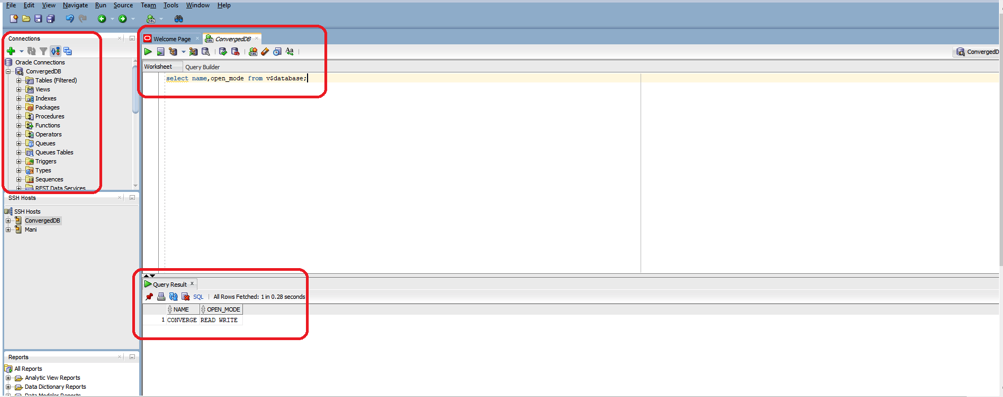 File Edit View Navigate Run Source Team Tools Window Help
Connections
Oracle Connections
ConvergedDB
Tables (Filtered)
Views
Indexes
Packages
Procedures
Functions
Operators
Queues
Queues Tables
Triggers
Types
Sequences
REST Data Services
SSH Hosts
SSH Hosts
ConvergedDB
Mani
Reports
All Reports
Analytic View Reports
Data Dictionary Reports
Data Modeler Reports
Welcome Page ConvergedDB
ConvergedD
Worksheet Query Builder
select name,open_mode from v$database;
Query Result
SQL All Rows Fetched: 1 in 0.28 seconds
NAME OPEN_MODE
1 CONVERGE READ WRITE